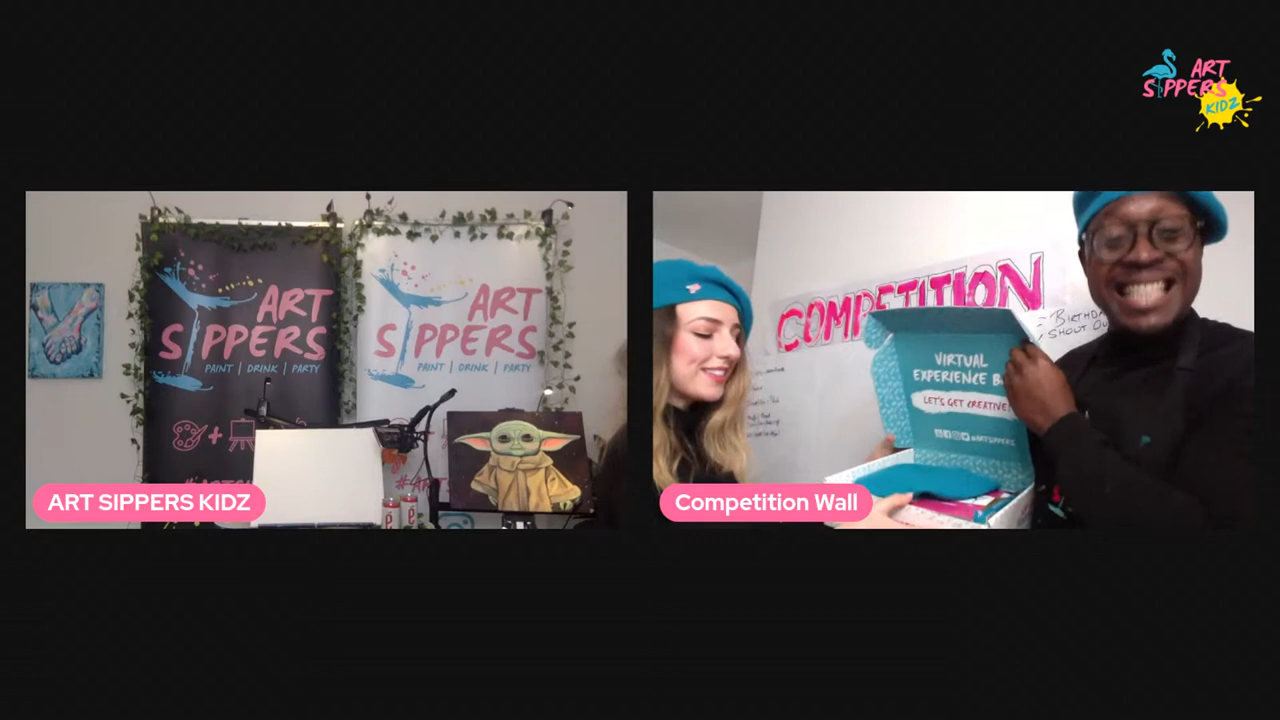 ART
SIPPERS
KIDZ
ART
SIPPERS
PAINT | DRINK | PARTY
ART
SIPPERS
PAINT | DRINK | PARTY
ART SIPPERS KIDZ
COMPETITION
BIRTHDA
SHOUT OU
VIRTUAL
EXPERIENCE B
LET'S GET CREATIVE!
@ARTSIPPERS
Competition Wall